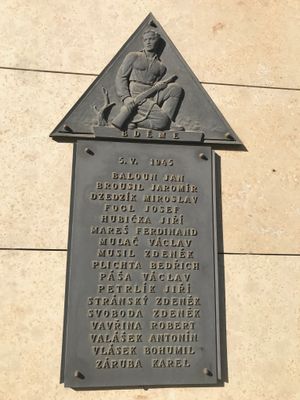 BDĚME
5. V. 1945
BALOUN JAN
BROUSIL JAROMÍR
DZEDZÍK MIROSLAV
FOGL JOSEF
HUBIČKA JIŘÍ
MAREŠ FERDINAND
MULAČ VÁCLAV
MUSIL ZDENĚK
PLICHTA BEDŘICH
PÁŠA VÁCLAV
PETRLÍK JIŘÍ
STRÁNSKÝ ZDENĚK
SVOBODA ZDENĚK
VAVŘINA ROBERT
VALÁŠEK ANTONÍN
VLÁSEK BOHUMIL
ZÁRUBA KAREL